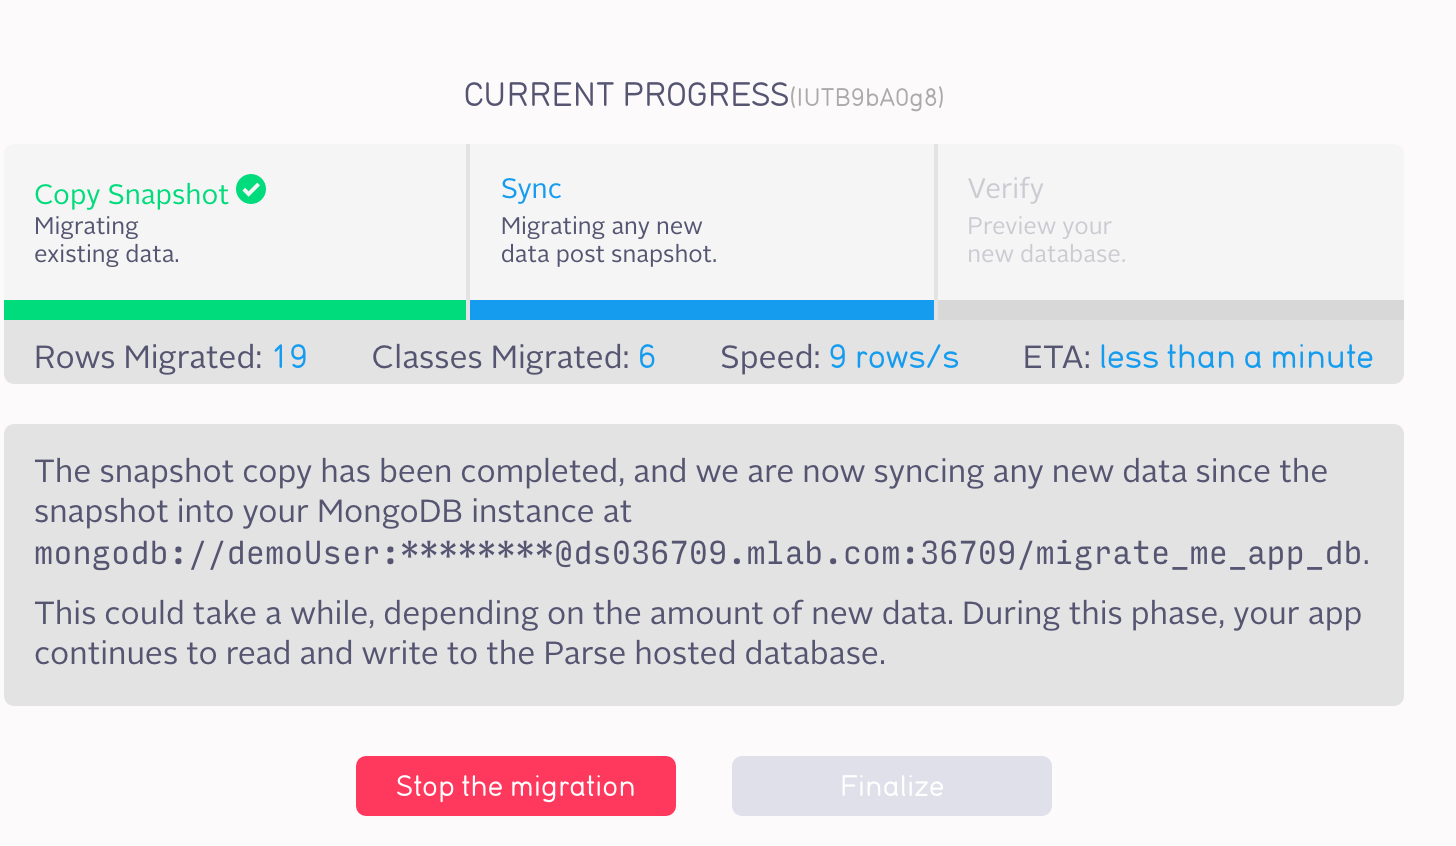 CURRENT PROGRESS(IUTB9bA0g8)
Copy Snapshot
Migrating
existing data.
Sync
Migrating any new
data post snapshot.
Verify
Preview your
new database.
Rows Migrated: 19 Classes Migrated: 6 Speed: 9 rows/s ETA: less than a minute
The snapshot copy has been completed, and we are now syncing any new data since the
snapshot into your MongoDB instance at
mongodb://demoUser:********@ds036709.mlab.com:36709/migrate_me_app_db.
This could take a while, depending on the amount of new data. During this phase, your app
continues to read and write to the Parse hosted database.
Stop the migration
Finalize